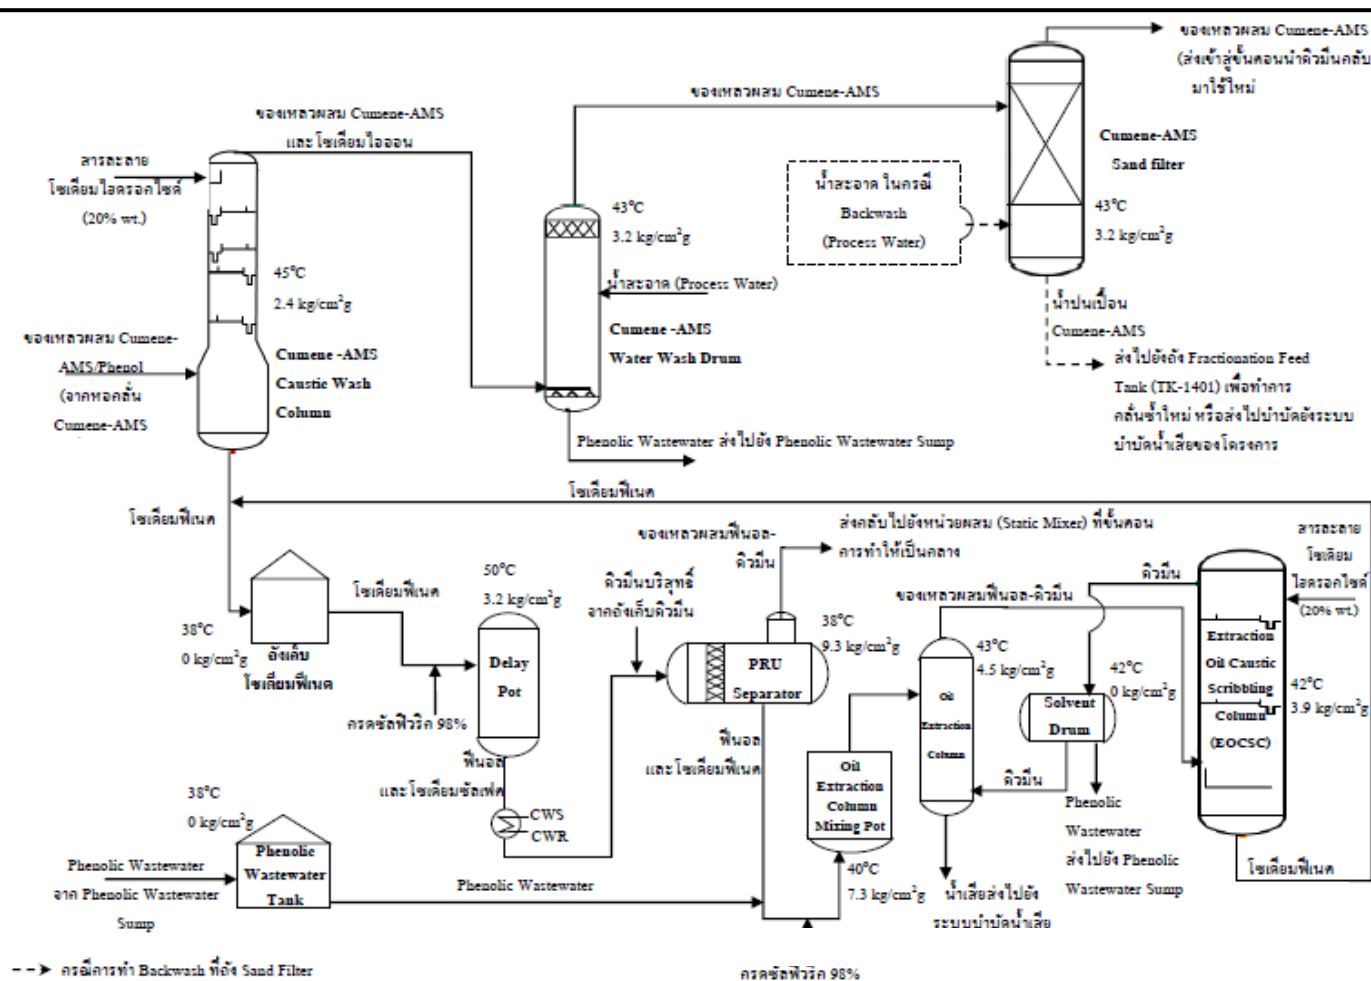 ของเหลวผสม Cumene-AMS
(ส่งเข้าสู่ขั้นตอนนำคิวมีนกลับ
มาใช้ใหม่
ของเหลวผสม Cumene-AMS
ของเหลวผสม Cumene-AMS
และโซเดียมไอออน
สารละลาย
โซเดียมไฮดรอกไซด์
(20% wt.)
Cumene-AMS
Sand filter
น้ำสะอาด ในกรณี
Backwash
(Process Water)
43°C
3.2 kg/cm²g
43°C
3.2 kg/cm²g
45°C
2.4 kg/cm²g
น้ำสะอาด (Process Water)
น้ำปนเปื้อน
Cumene-AMS
Cumene -AMS
Water Wash Drum
ของเหลวผสม Cumene-
AMS/Phenol
(จากหอกลั่น
Cumene-AMS
Cumene -AMS
Caustic Wash
Column
ส่งไปยังถัง Fractionation Feed
Tank (TK-1401) เพื่อทำการ
กลั่นซ้ำใหม่ หรือส่งไปบำบัดยังระบบ
บำบัดน้ำเสียของโครงการ
Phenolic Wastewater ส่งไปยัง Phenolic Wastewater Sump
โซเดียมฟีเนต
โซเดียมฟีเนต
ของเหลวผสมฟีนอล-
คิวมีน
ส่งกลับไปยังหน่วยผสม (Static Mixer) ที่ขั้นตอน
การทำให้เป็นกลาง
สารละลาย
โซเดียม
ไฮดรอกไซด์
(20% wt.)
คิวมีน
50°C
3.2 kg/cm²g
โซเดียมฟีเนต
คิวมีนบริสุทธิ์
จากถังเก็บคิวมีน
ของเหลวผสมฟีนอล-คิวมีน
38°C
0 kg/cm²g
ถังเก็บ
โซเดียมฟีเนต
Delay
Pot
38°C
9.3 kg/cm²g
PRU
Separator
43°C
4.5 kg/cm²g
Oil
Extraction
Column
42°C
0 kg/cm²g
Solvent
Drum
Extraction
Oil Caustic
Scribbling
Column
(EOCSC)
42°C
3.9 kg/cm²g
กรดซัลฟิวริก 98%
ฟีนอล
และโซเดียมซัลเฟต
ฟีนอล
และโซเดียมฟีเนต
Oil
Extraction
Column
Mixing Pot
คิวมีน
38°C
0 kg/cm²g
CWS
CWR
Phenolic
Wastewater
ส่งไปยัง Phenolic
Wastewater Sump
Phenolic Wastewater
จาก Phenolic Wastewater
Sump
Phenolic
Wastewater
Tank
Phenolic Wastewater
40°C
7.3 kg/cm²g
น้ำเสียส่งไปยัง
ระบบบำบัดน้ำเสีย
โซเดียมฟีเนต
กรณีการทำ Backwash ที่ถัง Sand Filter
กรดซัลฟิวริก 98%